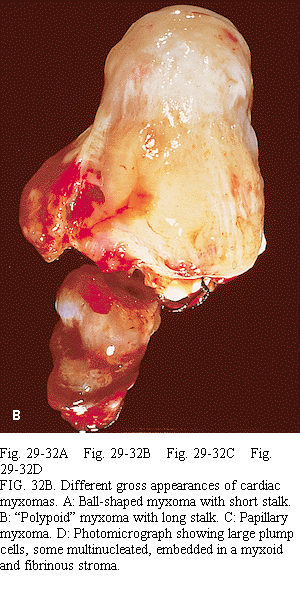 B
Fig. 29-32A Fig. 29-32B Fig. 29-32C Fig.
29-32D
FIG. 32B. Different gross appearances of cardiac
myxomas. A: Ball-shaped myxoma with short stalk.
B: “Polypoid” myxoma with long stalk. C: Papillary
myxoma. D: Photomicrograph showing large plump
cells, some multinucleated, embedded in a myxoid
and fibrinous stroma.